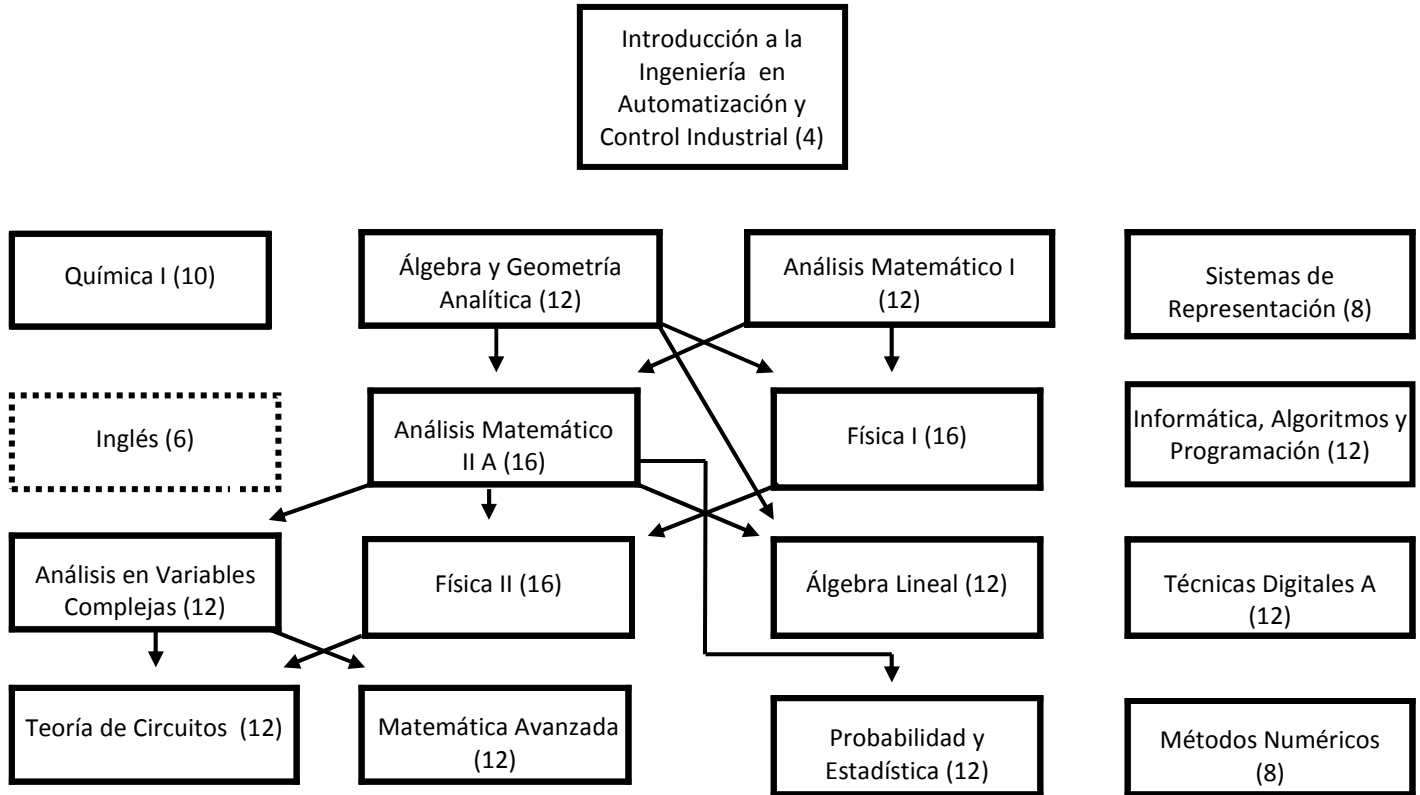 Introducción a la
Ingeniería en
Automatización y
Control Industrial (4)
Química I (10)
Álgebra y Geometría
Analítica (12)
Análisis Matemático I
(12)
Sistemas de
Representación (8)
Inglés (6)
Análisis Matemático
II A (16)
Física I (16)
Informática, Algoritmos y
Programación (12)
Análisis en Variables
Complejas (12)
Física II (16)
Álgebra Lineal (12)
Técnicas Digitales A
(12)
Teoría de Circuitos (12)
Matemática Avanzada
(12)
Probabilidad y
Estadística (12)
Métodos Numéricos
(8)